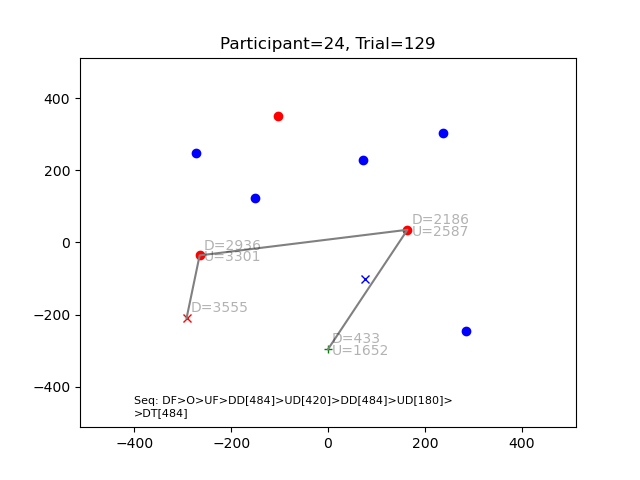 Participant=24, Trial=129
400
200
0
−200
−400
D=2186
U=2587
D=2936
U=3301
D=3555
D=433
U=1652
Seq: DF>O>UF>DD[484]>UD[420]>DD[484]>UD[180]>
>DT[484]
−400
−200
0
200
400